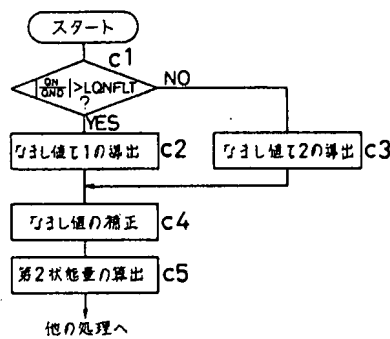 スタート
c1
|QN/QNO|>LQNFLT
?
NO
YES
なまし値τ1の導出 c2
なまし値τ2の導出 c3
なまし値の補正 c4
第2状態量の算出 c5
他の処理へ